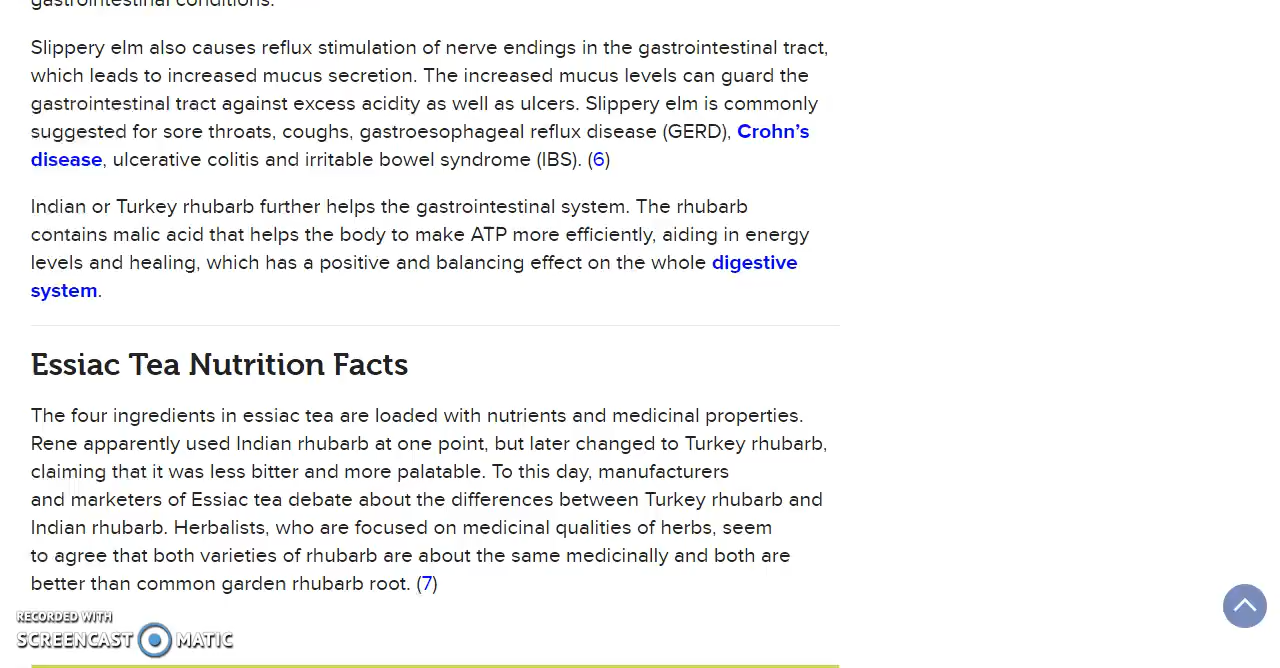 gastrointestinal conditions.
Slippery elm also causes reflux stimulation of nerve endings in the gastrointestinal tract,
which leads to increased mucus secretion. The increased mucus levels can guard the
gastrointestinal tract against excess acidity as well as ulcers. Slippery elm is commonly
suggested for sore throats, coughs, gastroesophageal reflux disease (GERD), Crohn’s
disease, ulcerative colitis and irritable bowel syndrome (IBS). (6)
Indian or Turkey rhubarb further helps the gastrointestinal system. The rhubarb
contains malic acid that helps the body to make ATP more efficiently, aiding in energy
levels and healing, which has a positive and balancing effect on the whole digestive
system.
Essiac Tea Nutrition Facts
The four ingredients in essiac tea are loaded with nutrients and medicinal properties.
Rene apparently used Indian rhubarb at one point, but later changed to Turkey rhubarb,
claiming that it was less bitter and more palatable. To this day, manufacturers
and marketers of Essiac tea debate about the differences between Turkey rhubarb and
Indian rhubarb. Herbalists, who are focused on medicinal qualities of herbs, seem
to agree that both varieties of rhubarb are about the same medicinally and both are
better than common garden rhubarb root. (7)
RECORDED WITH
SCREENCAST MATIC